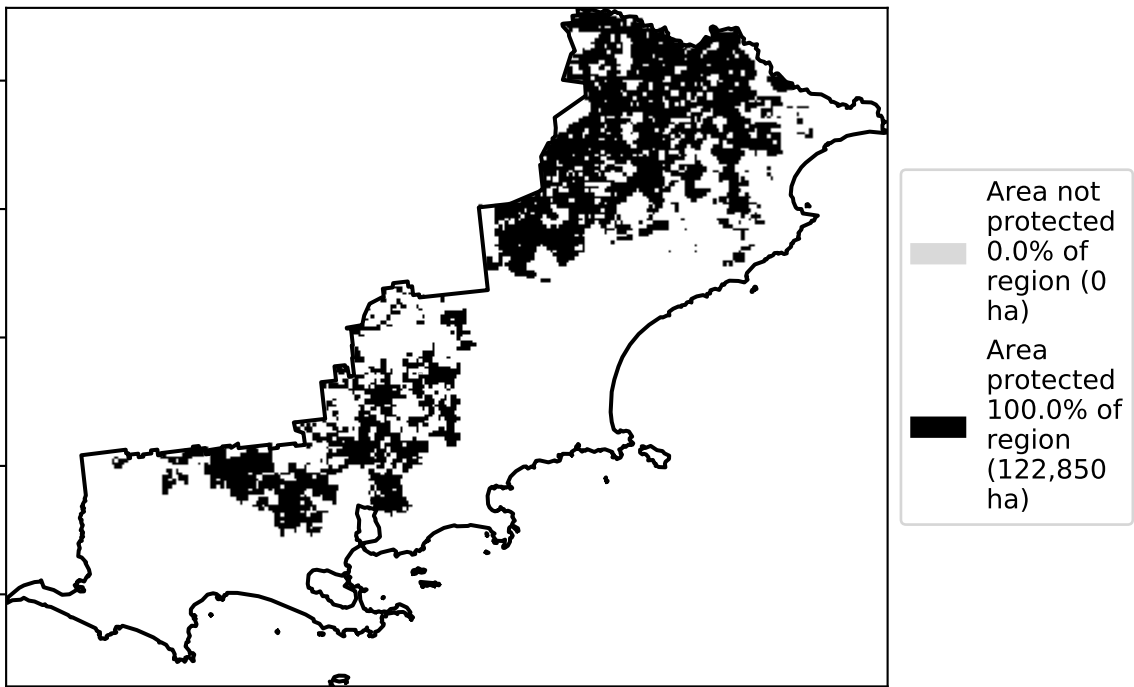 Area not
protected
0.0% of
region (0
ha)
Area
protected
100.0% of
region
(122,850
ha)